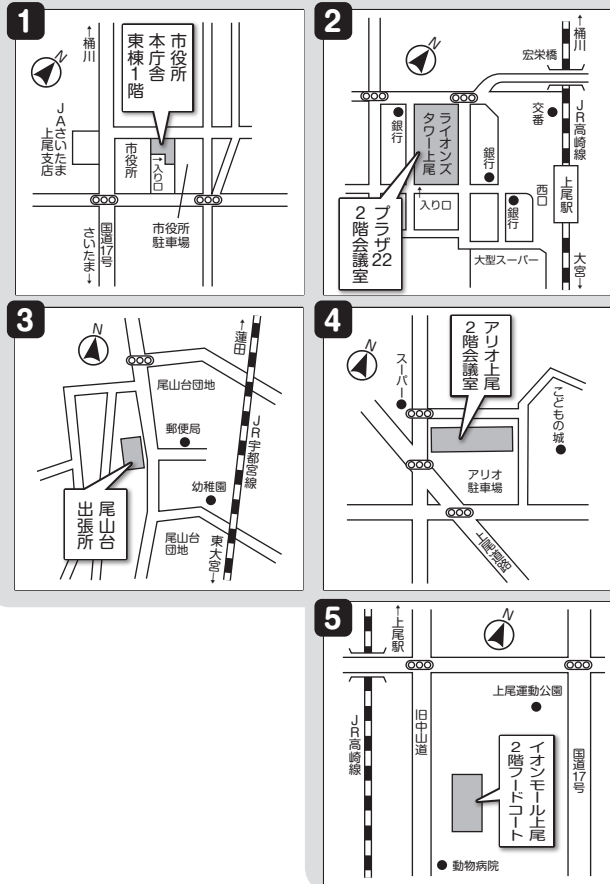 1
N
←桶川
市役所
本庁舎
東棟1階
JAさいたま
上尾支店
市役所
→入り口
市役所
駐車場
国道17号
さいたま→
2
N
←桶川
宏栄橋
交番
JR高崎線
銀行
ライオンズ
タワー上尾
銀行
西口
上尾駅
↑入り口
銀行
プラザ22
2階会議室
大型スーパー
大宮→
3
N
←蓮田
尾山台団地
郵便局
JR宇都宮線
幼稚園
尾山台
出張所
尾山台
団地
東大宮→
4
N
スーパー
アリオ上尾
2階会議室
こどもの城
アリオ
駐車場
上尾道路
5
N
←上尾駅
上尾運動公園
JR高崎線
旧中山道
イオンモール上尾
2階フードコート
国道17号
動物病院